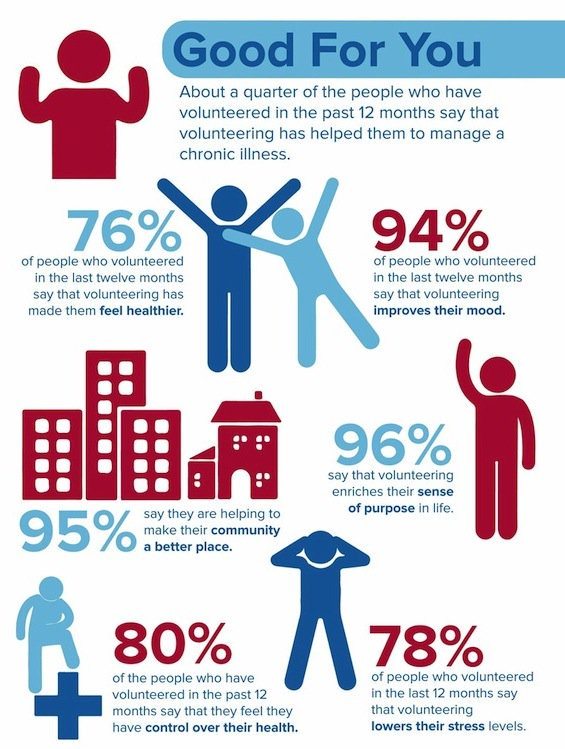 Good For You
About a quarter of the people who have
volunteered in the past 12 months say that
volunteering has helped them to manage a
chronic illness.
76%
of people who volunteered
in the last twelve months
say that volunteering has
made them feel healthier.
94%
of people who volunteered
in the last twelve months
say that volunteering
improves their mood.
96%
say that volunteering
enriches their sense
of purpose in life.
95%
say they are helping to
make their community
a better place.
80%
of the people who have
volunteered in the past 12
months say that they feel they
have control over their health.
78%
of people who volunteered
in the last 12 months say
that volunteering
lowers their stress levels.